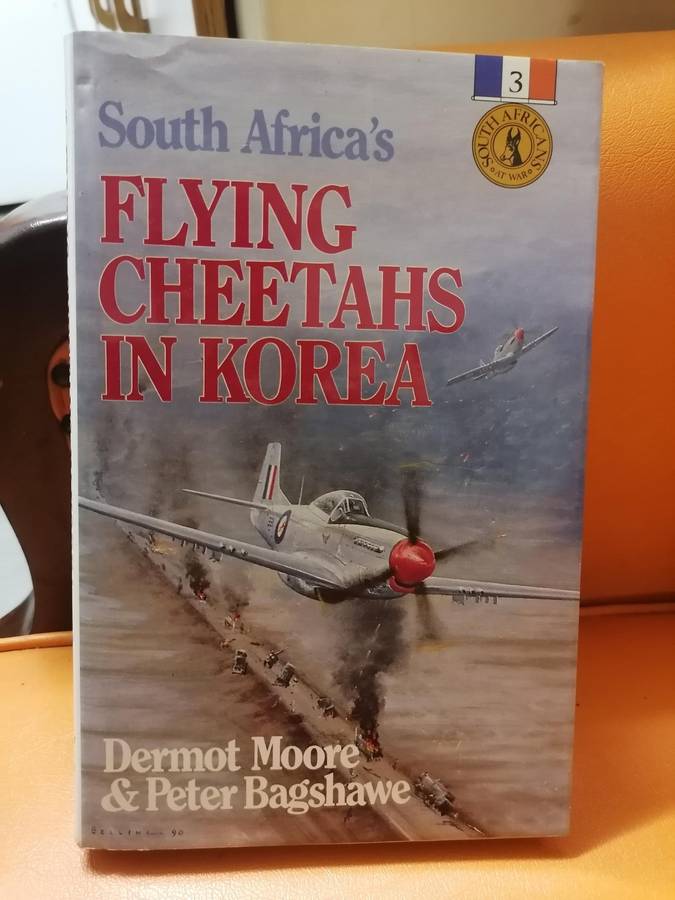 3
SOUTH AFRICANS
AT WAR
South Africa's
FLYING
CHEETAHS
IN KOREA
Dermot Moore
& Peter Bagshawe